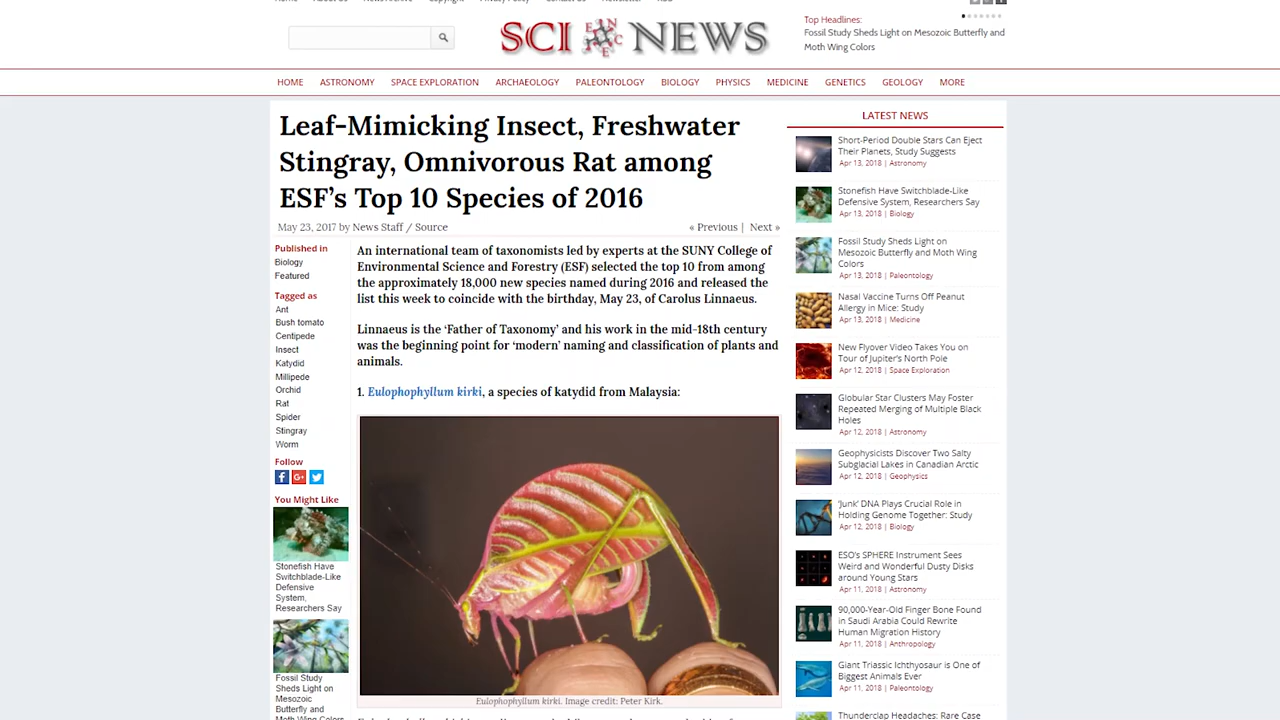 Top Headlines:
Fossil Study Sheds Light on Mesozoic Butterfly and
Moth Wing Colors
SCI NEWS
HOME ASTRONOMY SPACE EXPLORATION ARCHAEOLOGY PALEONTOLOGY BIOLOGY PHYSICS MEDICINE GENETICS GEOLOGY MORE
Leaf-Mimicking Insect, Freshwater
Stingray, Omnivorous Rat among
ESF’s Top 10 Species of 2016
May 23, 2017 by News Staff / Source
« Previous | Next »
Published in
Biology
Featured
Tagged as
Ant
Bush tomato
Centipede
Insect
Katydid
Millipede
Orchid
Rat
Spider
Stingray
Worm
Follow
You Might Like
Stonefish Have
Switchblade-Like
Defensive
System,
Researchers Say
Fossil Study
Sheds Light on
Mesozoic
Butterfly and
Moth Wing
An international team of taxonomists led by experts at the SUNY College of
Environmental Science and Forestry (ESF) selected the top 10 from among
the approximately 18,000 new species named during 2016 and released the
list this week to coincide with the birthday, May 23, of Carolus Linnaeus.
Linnaeus is the ‘Father of Taxonomy’ and his work in the mid-18th century
was the beginning point for ‘modern’ naming and classification of plants and
animals.
1. Eulophophyllum kirki, a species of katydid from Malaysia:
Eulophophyllum kirki. Image credit: Peter Kirk.
LATEST NEWS
Short-Period Double Stars Can Eject
Their Planets, Study Suggests
Apr 13, 2018 | Astronomy
Stonefish Have Switchblade-Like
Defensive System, Researchers Say
Apr 13, 2018 | Biology
Fossil Study Sheds Light on
Mesozoic Butterfly and Moth Wing
Colors
Apr 13, 2018 | Paleontology
Nasal Vaccine Turns Off Peanut
Allergy in Mice: Study
Apr 13, 2018 | Medicine
New Flyover Video Takes You on
Tour of Jupiter’s North Pole
Apr 12, 2018 | Space Exploration
Globular Star Clusters May Foster
Repeated Merging of Multiple Black
Holes
Apr 12, 2018 | Astronomy
Geophysicists Discover Two Salty
Subglacial Lakes in Canadian Arctic
Apr 12, 2018 | Geophysics
‘Junk’ DNA Plays Crucial Role in
Holding Genome Together: Study
Apr 12, 2018 | Biology
ESO’s SPHERE Instrument Sees
Weird and Wonderful Dusty Disks
around Young Stars
Apr 11, 2018 | Astronomy
90,000-Year-Old Finger Bone Found
in Saudi Arabia Could Rewrite
Human Migration History
Apr 11, 2018 | Anthropology
Giant Triassic Ichthyosaur is One of
Biggest Animals Ever
Apr 11, 2018 | Paleontology
Thunderclap Headaches: Rare Case